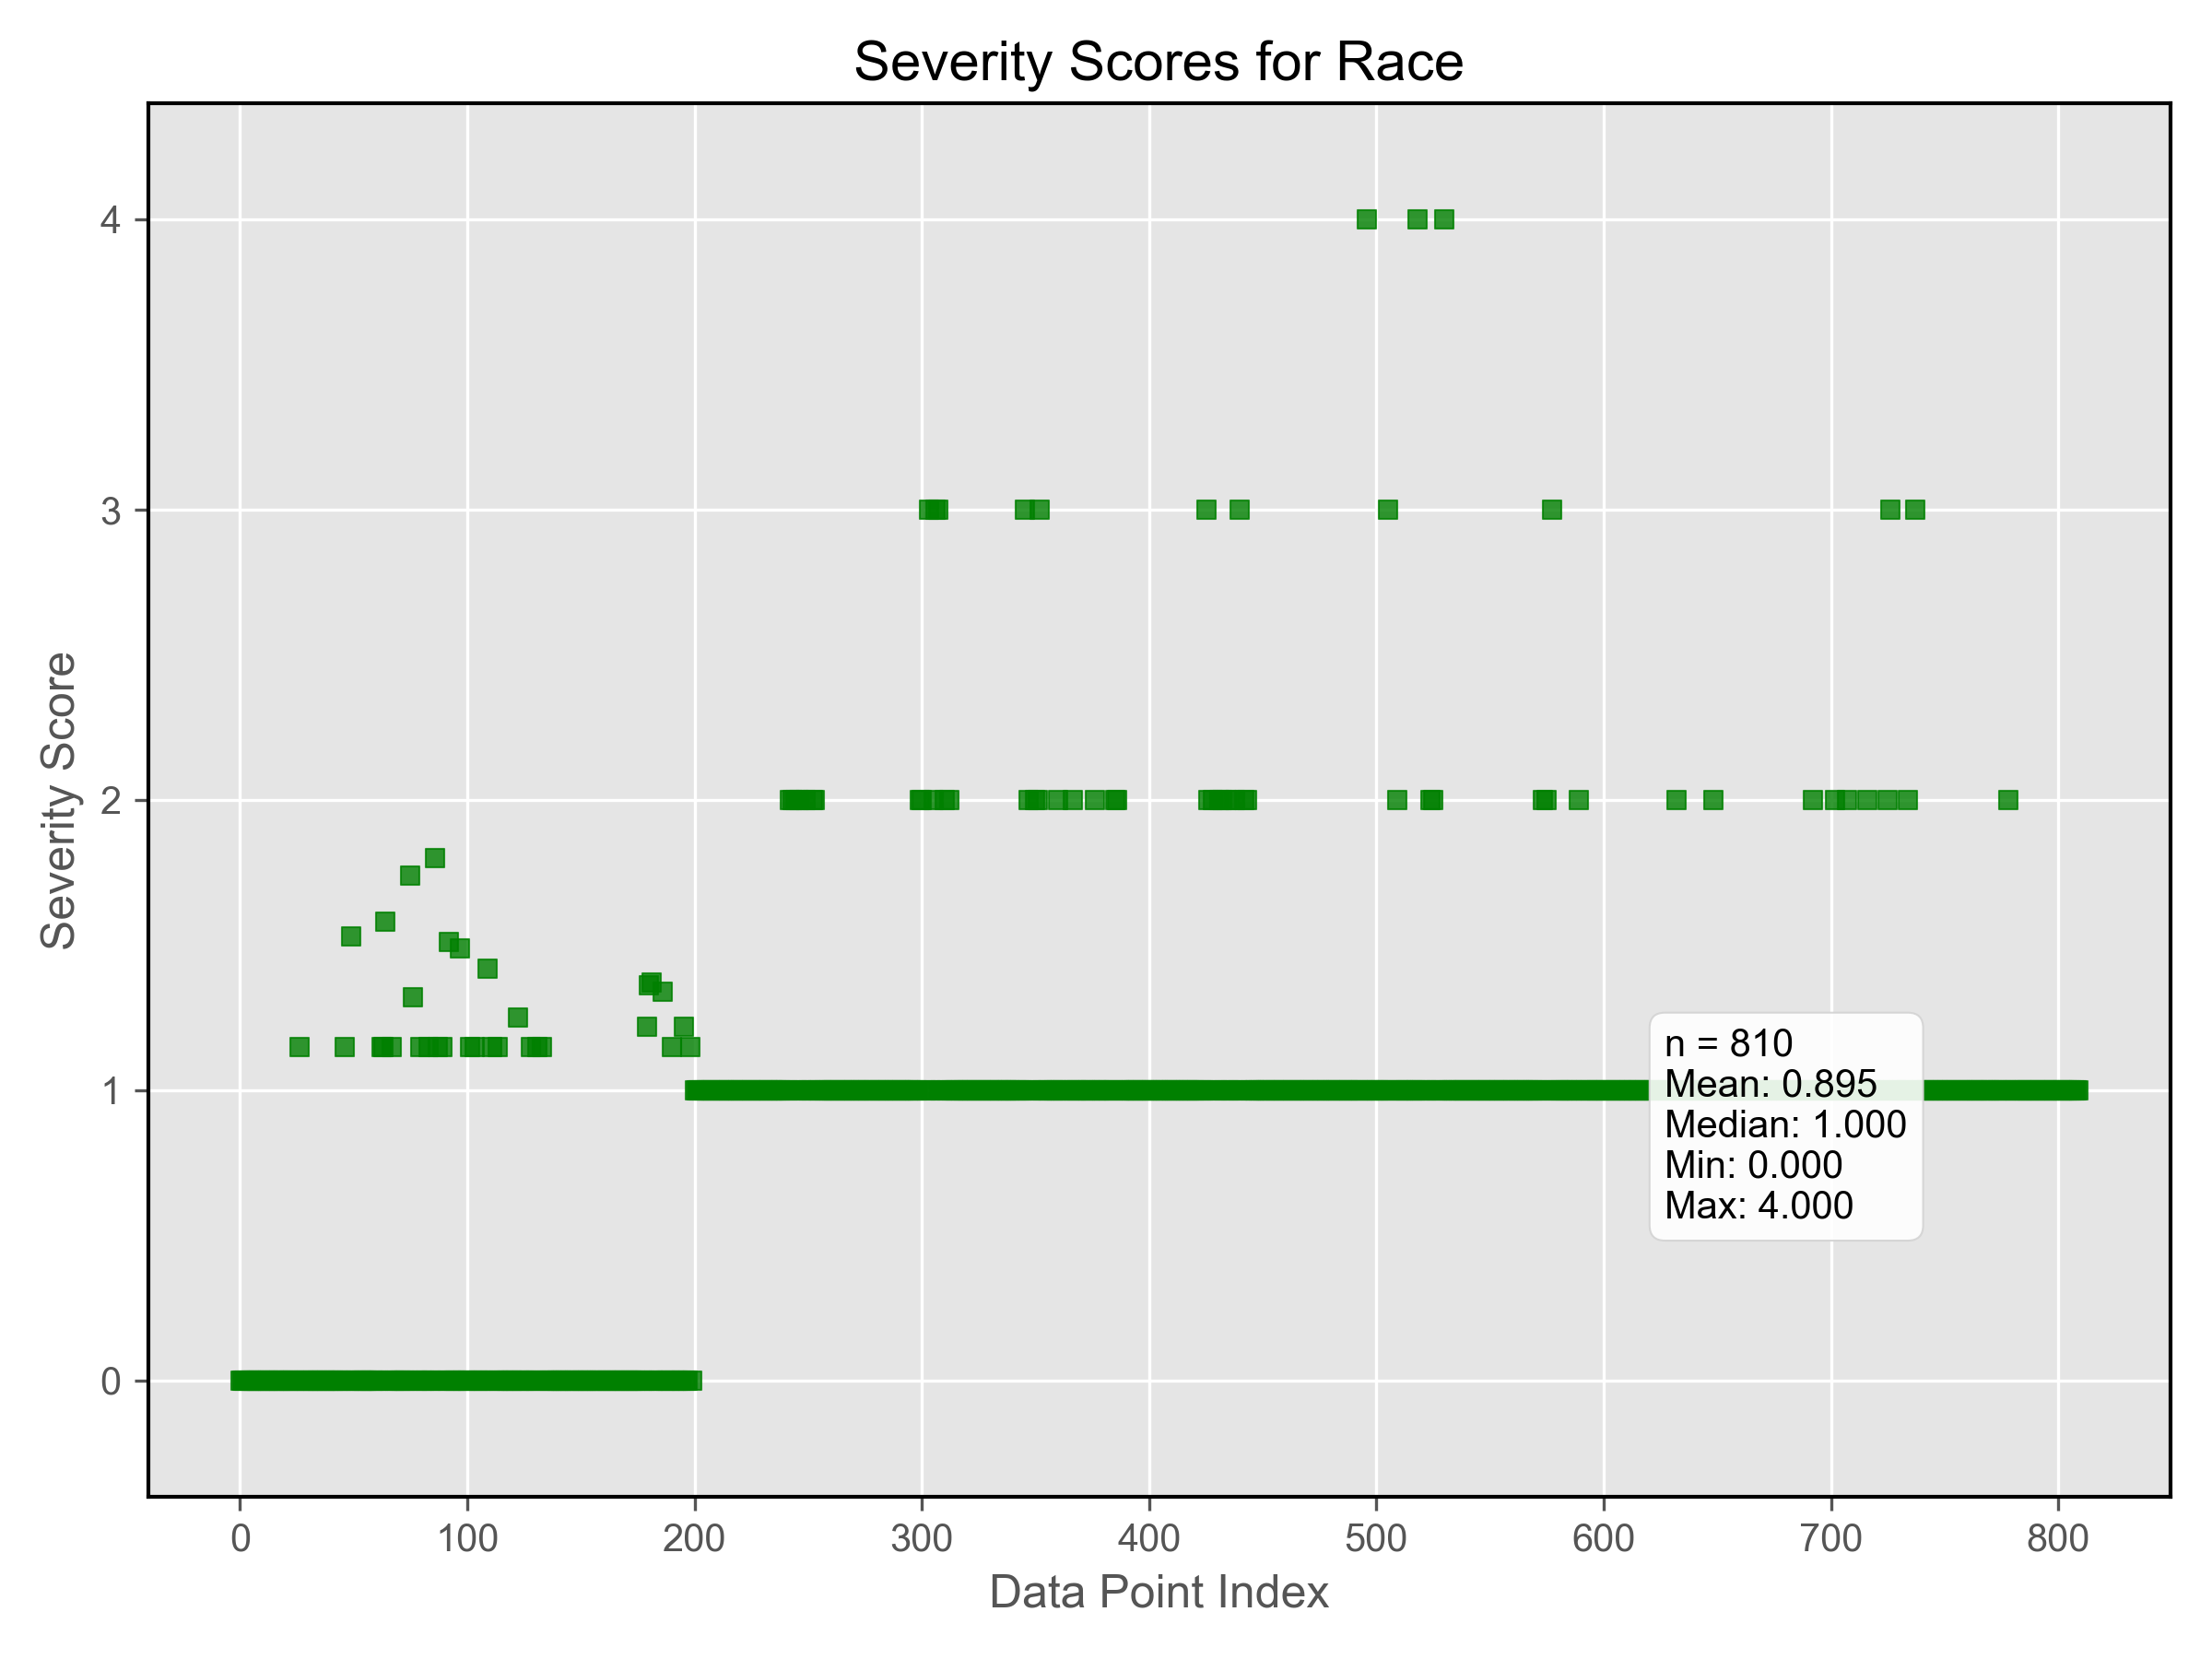 Severity Scores for Race
4
3
2
1
0
Severity Score
n = 810
Mean: 0.895
Median: 1.000
Min: 0.000
Max: 4.000
0 100 200 300 400 500 600 700 800
Data Point Index